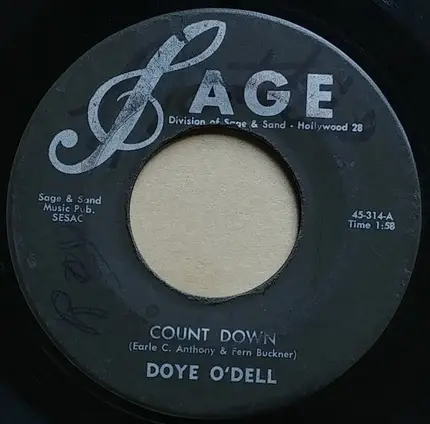 SAGE
Division of Sage & Sand - Hollywood 28
Sage & Sand
Music Pub.
SESAC
45-314-A
Time 1:58
COUNT DOWN
(Earle C. Anthony & Fern Buckner)
DOYE O'DELL